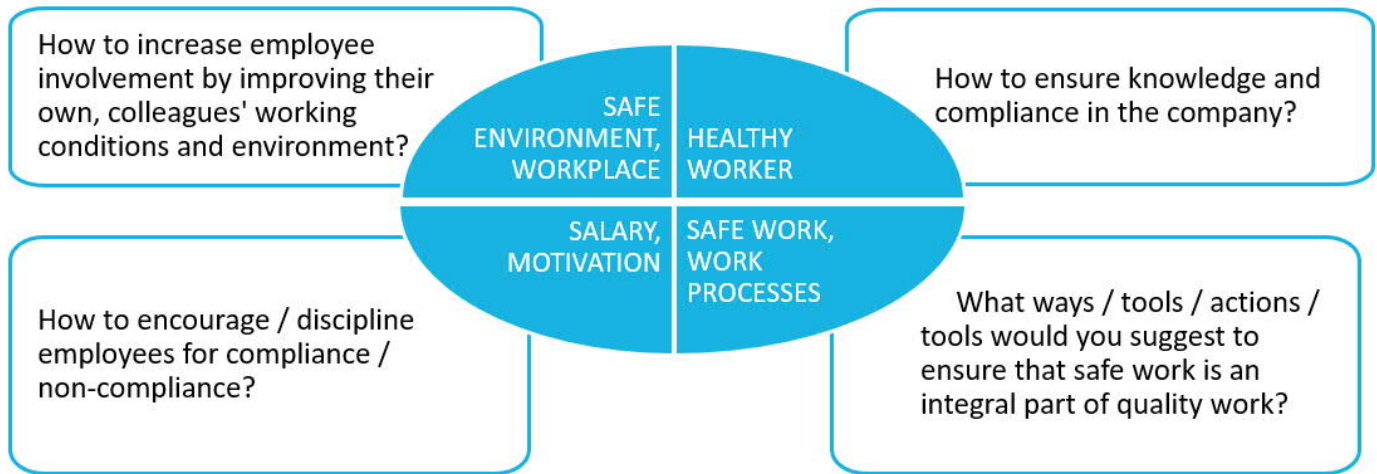 How to increase employee
involvement by improving their
own, colleagues' working
conditions and environment?
SAFE
ENVIRONMENT,
WORKPLACE
HEALTHY
WORKER
How to ensure knowledge and
compliance in the company?
How to encourage / discipline
employees for compliance /
non-compliance?
SALARY,
MOTIVATION
SAFE WORK,
WORK
PROCESSES
What ways / tools / actions /
tools would you suggest to
ensure that safe work is an
integral part of quality work?